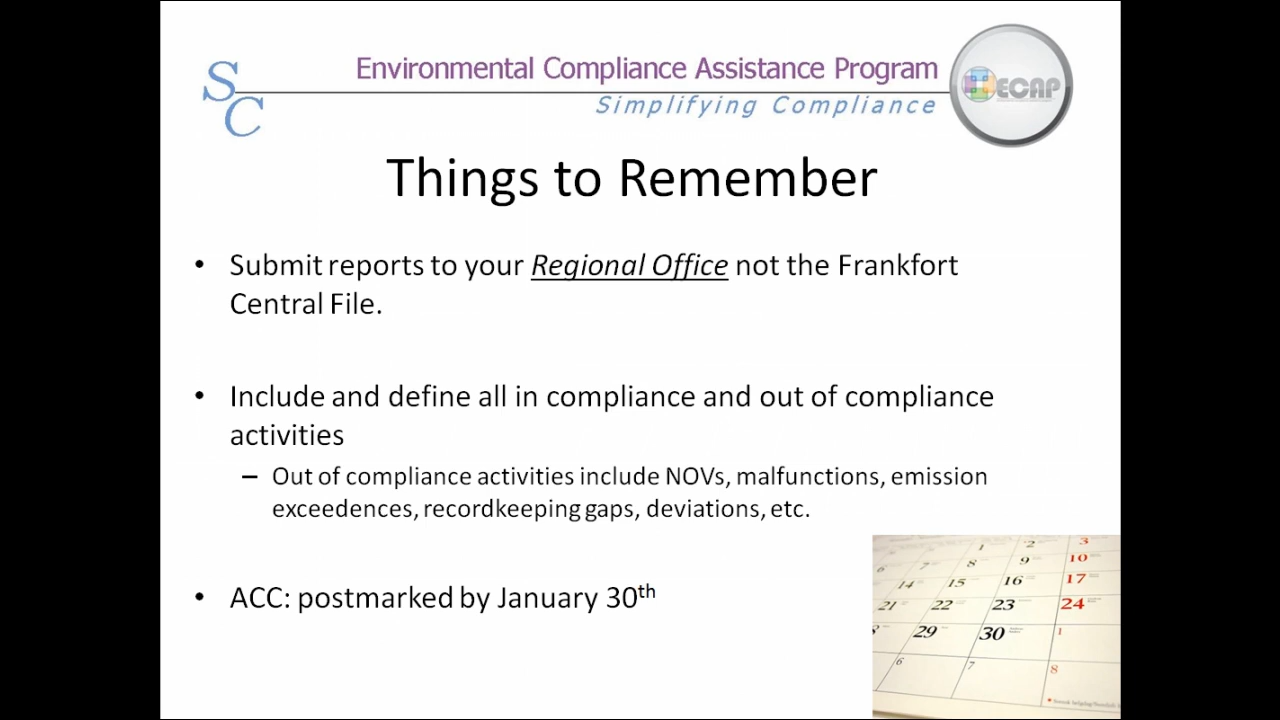 SC
Environmental Compliance Assistance Program
Simplifying Compliance
ECAP
Things to Remember
• Submit reports to your Regional Office not the Frankfort
Central File.
• Include and define all in compliance and out of compliance
activities
– Out of compliance activities include NOVs, malfunctions, emission
exceedences, recordkeeping gaps, deviations, etc.
• ACC: postmarked by January 30th
1 2 3
6 7 8 9 10
14 15 16 17
21 22 23 24
29 30 1
6 7 8